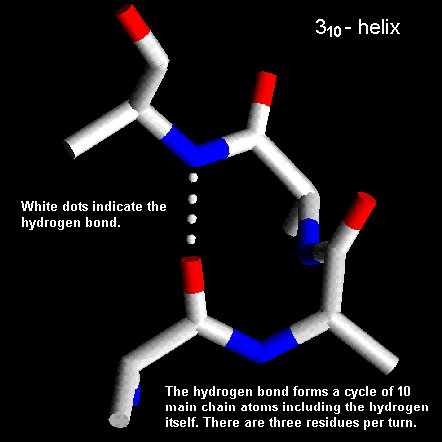 3₁₀ - helix
White dots indicate the
hydrogen bond.
The hydrogen bond forms a cycle of 10
main chain atoms including the hydrogen
itself. There are three residues per turn.